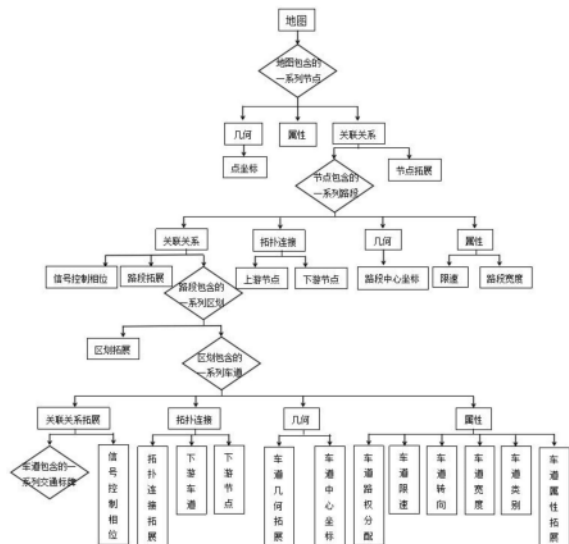 地图
地图包含的
一系列节点
几何
属性
关联关系
点坐标
节点包含的
一系列路段
节点拓展
关联关系
拓扑连接
几何
属性
信号控制相位
路段拓展
路段包含的
一系列区划
上游节点
下游节点
路段中心坐标
限速
路段宽度
区划拓展
区划包含的
一系列车道
关联关系拓展
拓扑连接
几何
属性
车道包含的一
系列交通标牌
信号控制相位
拓扑连接拓展
下游车道
下游节点
车道几何拓展
车道中心坐标
车道路权分配
车道限速
车道转向
车道宽度
车道类别
车道属性拓展